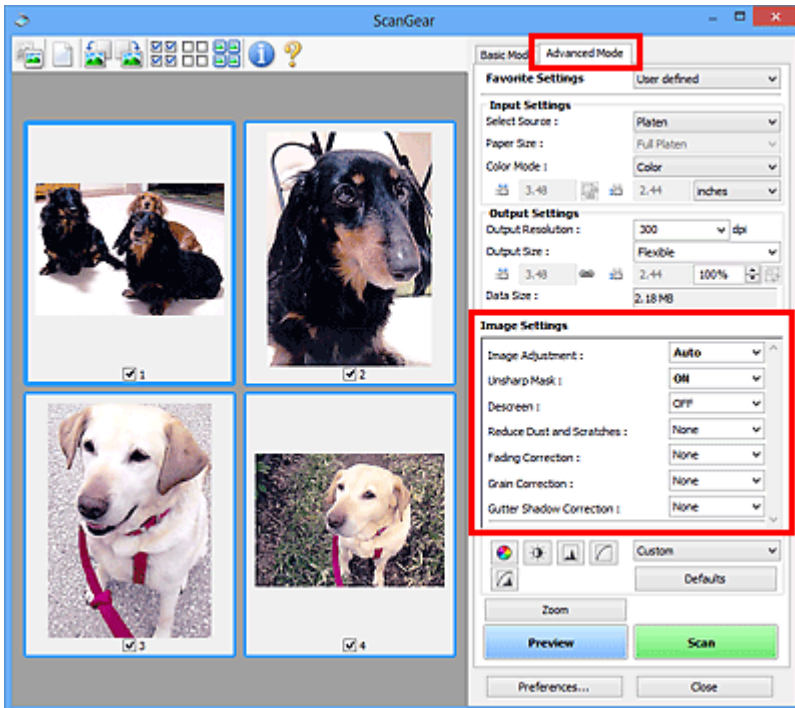 ScanGear
Basic Mod Advanced Mode
Favorite Settings User defined
Input Settings
Select Source : Platen
Paper Size : Full Platen
Color Mode : Color
3.48 2.44 inches
Output Settings
Output Resolution : 300 dpi
Output Size : Flexible
3.48 2.44 100%
Data Size : 2.18 MB
Image Settings
Image Adjustment : Auto
Unsharp Mask : ON
Descreen : OFF
Reduce Dust and Scratches : None
Fading Correction : None
Grain Correction : None
Gutter Shadow Correction : None
Custom
Defaults
Zoom
Preview Scan
Preferences... Close
1
2
3
4